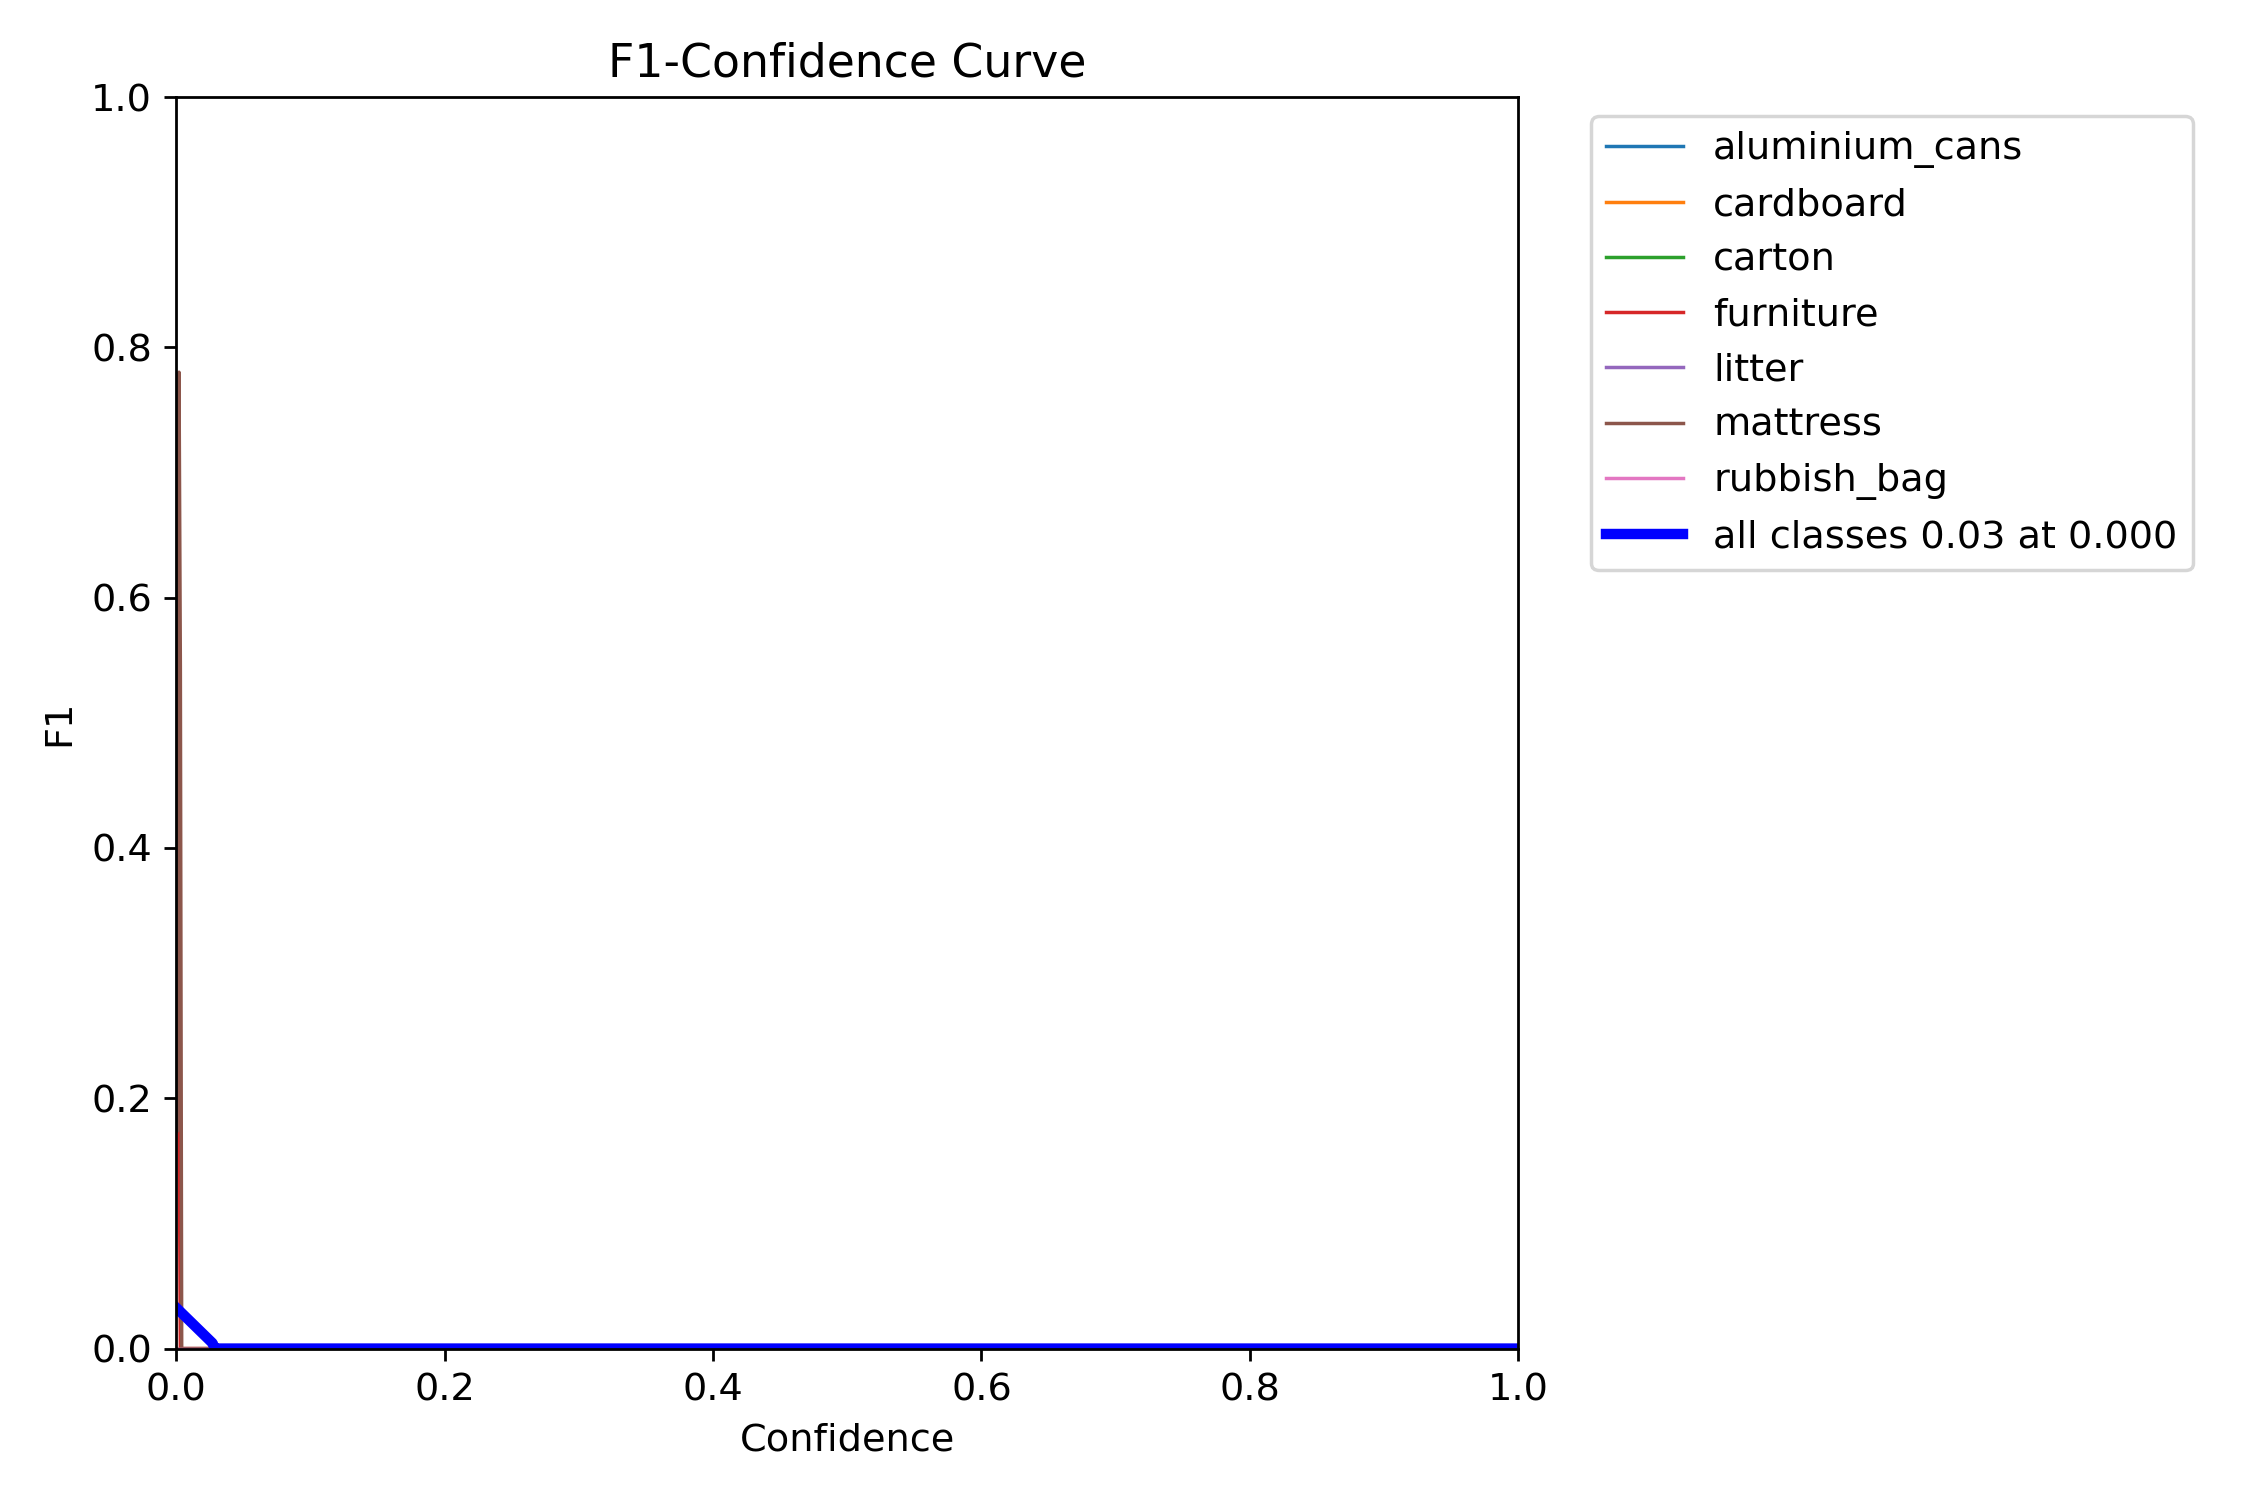 F1-Confidence Curve
1.0
0.8
0.6
0.4
0.2
0.0
F1
0.0 0.2 0.4 0.6 0.8 1.0
Confidence
aluminium_cans
cardboard
carton
furniture
litter
mattress
rubbish_bag
all classes 0.03 at 0.000